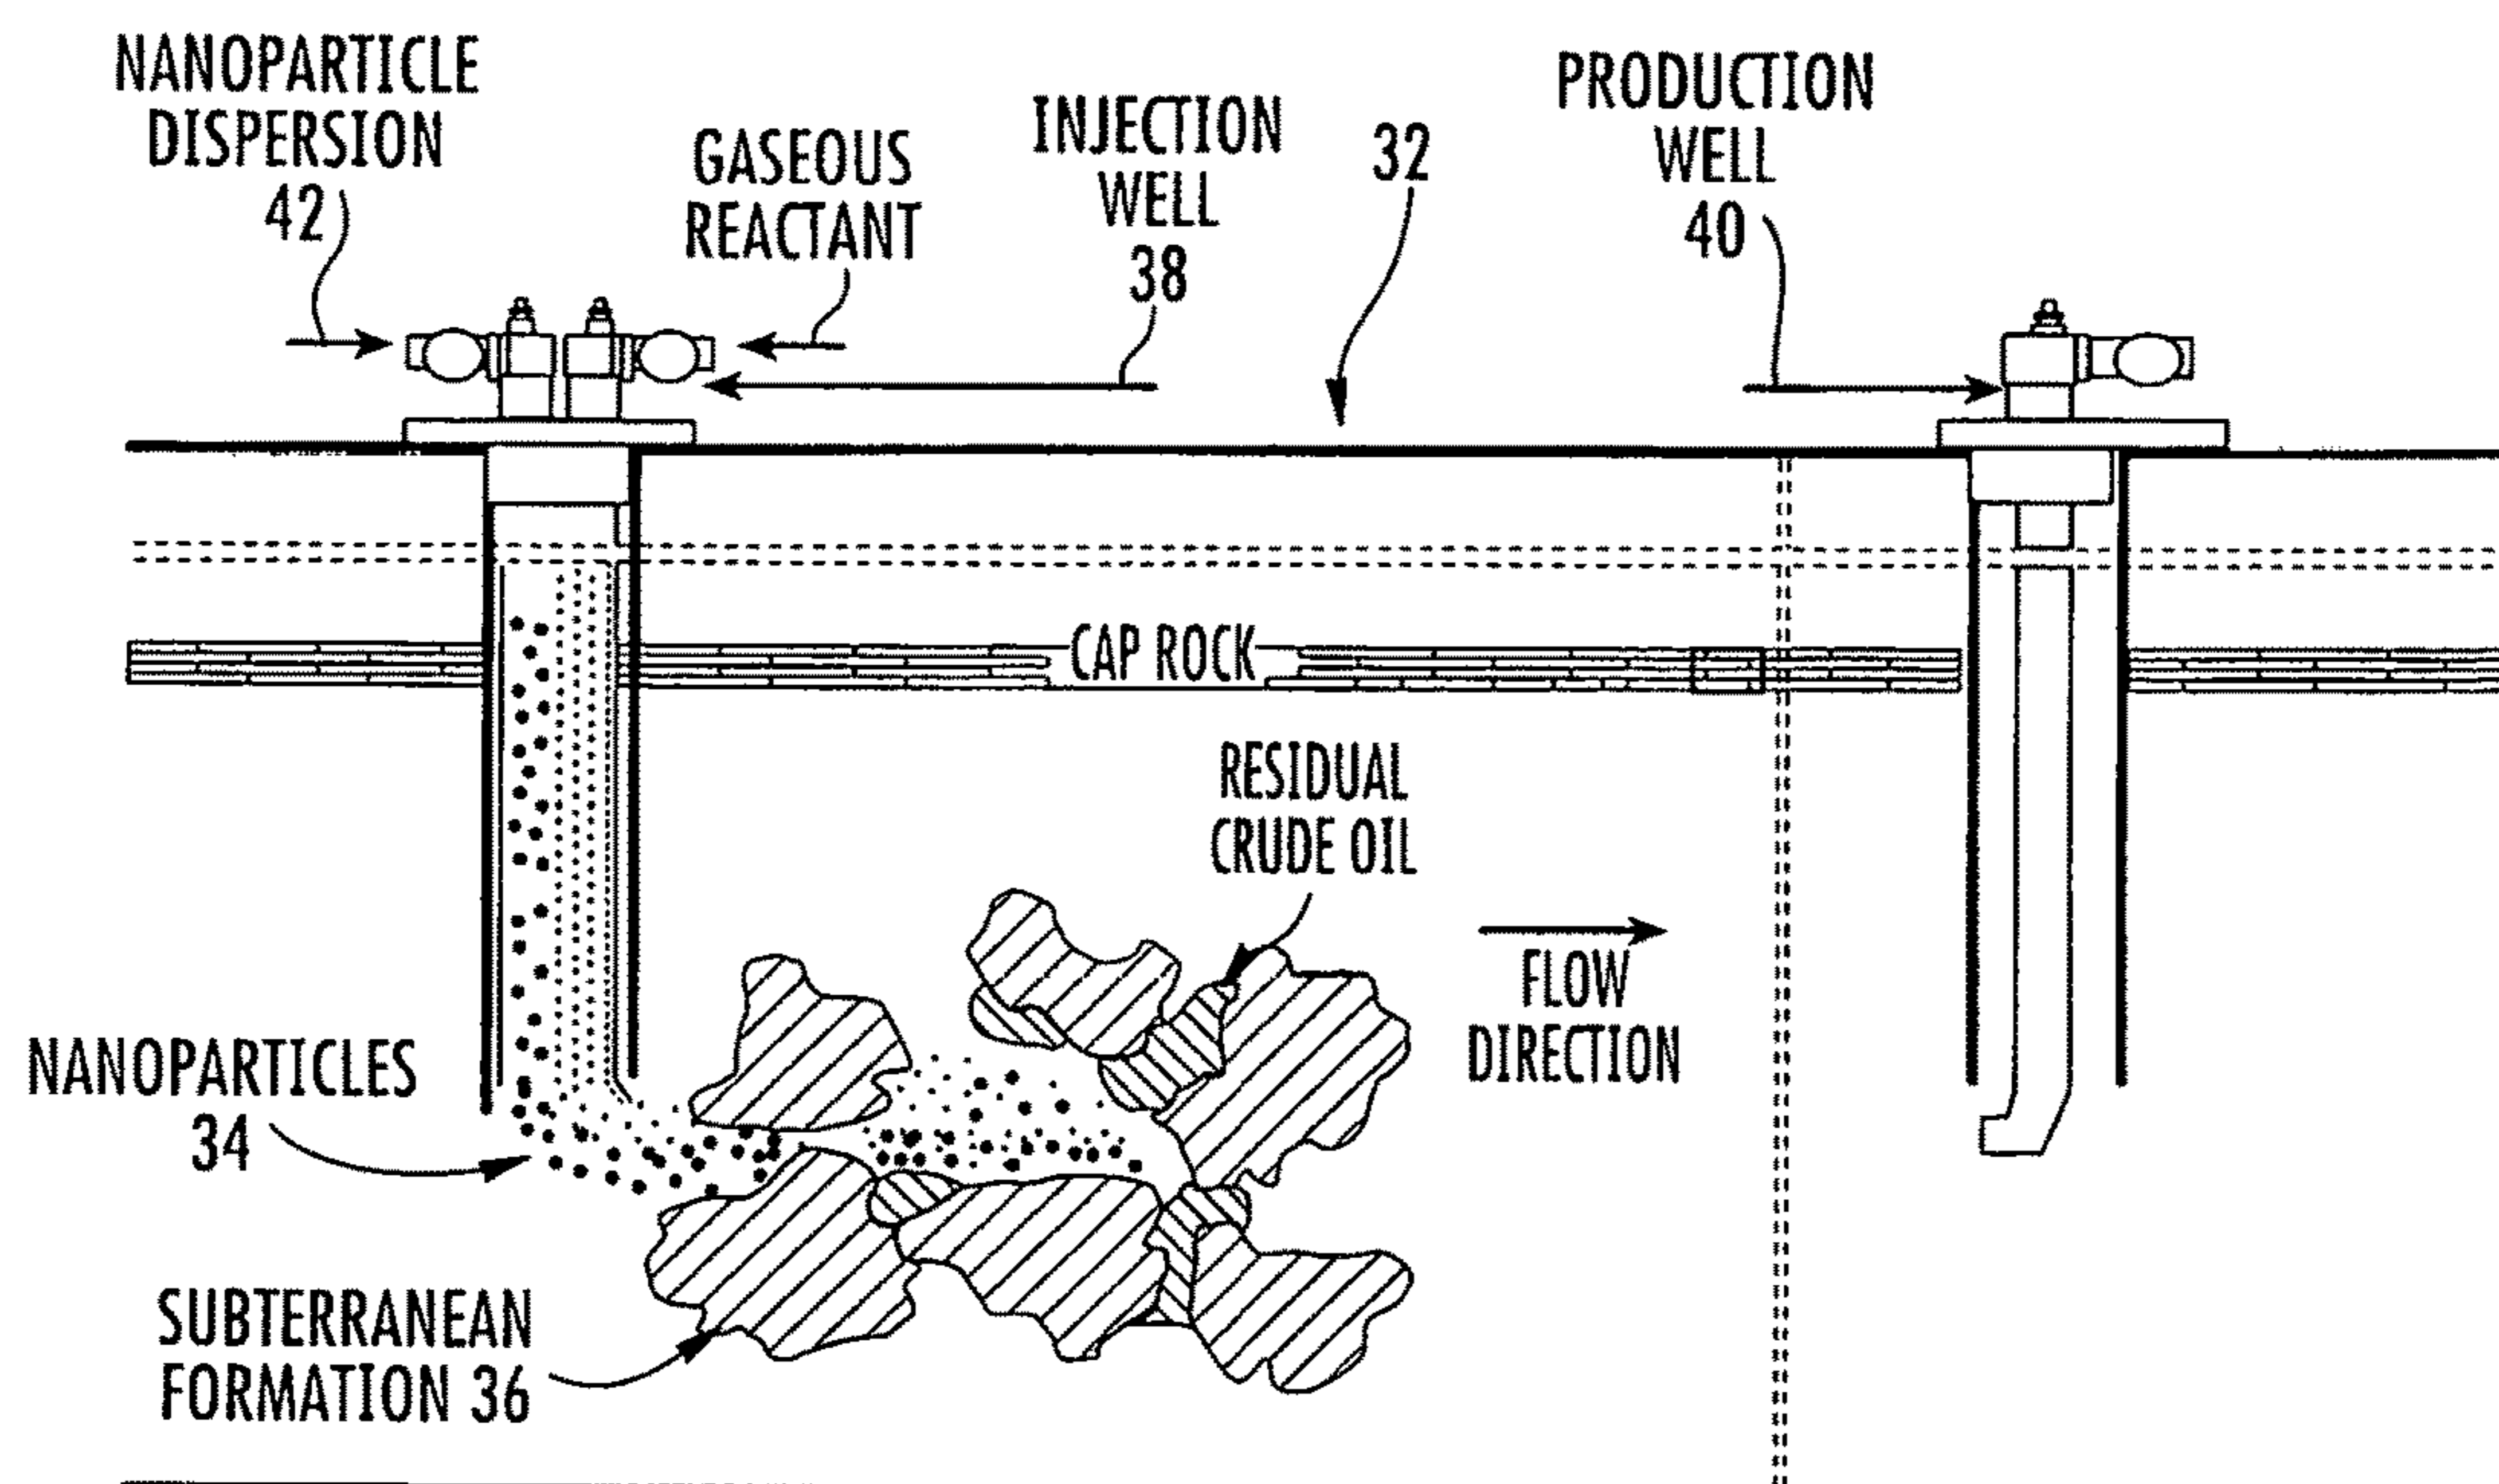 NANOPARTICLE
DISPERSION
42
GASEOUS
REACTANT
INJECTION
WELL
38
32
PRODUCTION
WELL
40
CAP ROCK
RESIDUAL
CRUDE OIL
FLOW
DIRECTION
NANOPARTICLES
34
SUBTERRANEAN
FORMATION 36